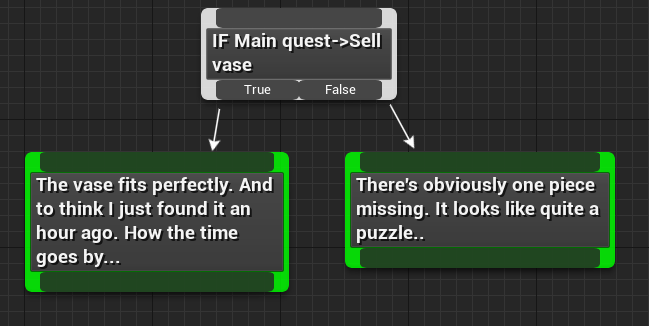 IF Main quest->Sell
vase
True False
The vase fits perfectly. And
to think I just found it an
hour ago. How the time
goes by...
There's obviously one piece
missing. It looks like quite a
puzzle..